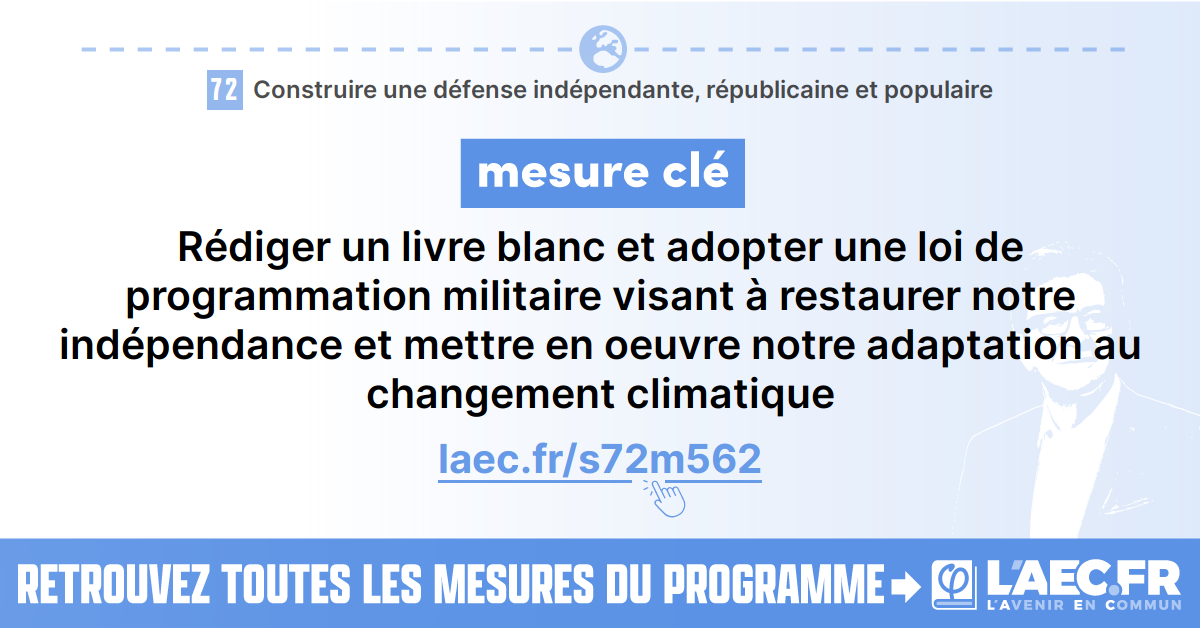 72 Construire une défense indépendante, républicaine et populaire
mesure clé
Rédiger un livre blanc et adopter une loi de
programmation militaire visant à restaurer notre
indépendance et mettre en oeuvre notre adaptation au
changement climatique
laec.fr/s72m562
RETROUVEZ TOUTES LES MESURES DU PROGRAMME
φ L'AEC.FR
L'AVENIR EN COMMUN